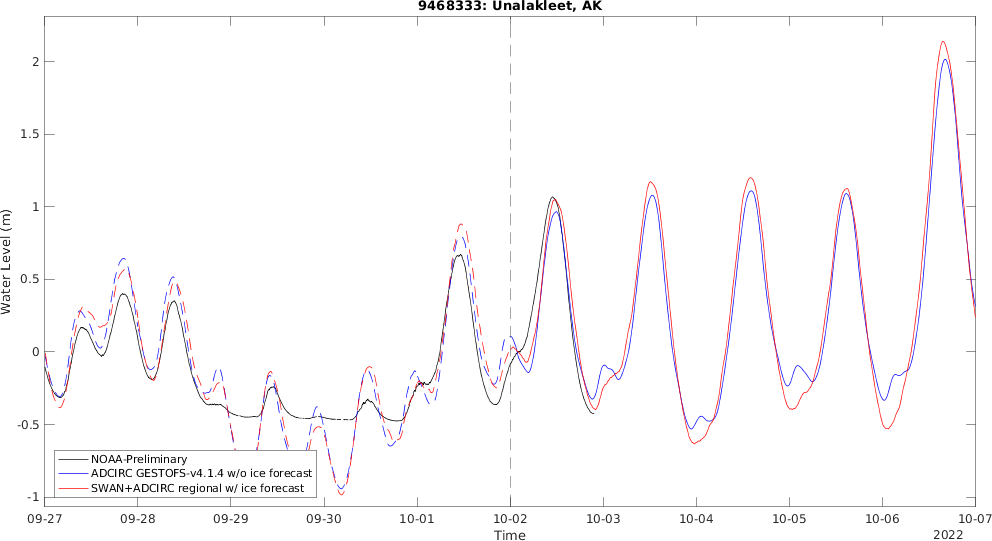 9468333: Unalakleet, AK
Water Level (m)
2
1.5
1
0.5
0
-0.5
-1
NOAA-Preliminary
ADCIRC GESTOFS-v4.1.4 w/o ice forecast
SWAN+ADCIRC regional w/ ice forecast
09-27 09-28 09-29 09-30 10-01 10-02 10-03 10-04 10-05 10-06 10-07
Time
2022